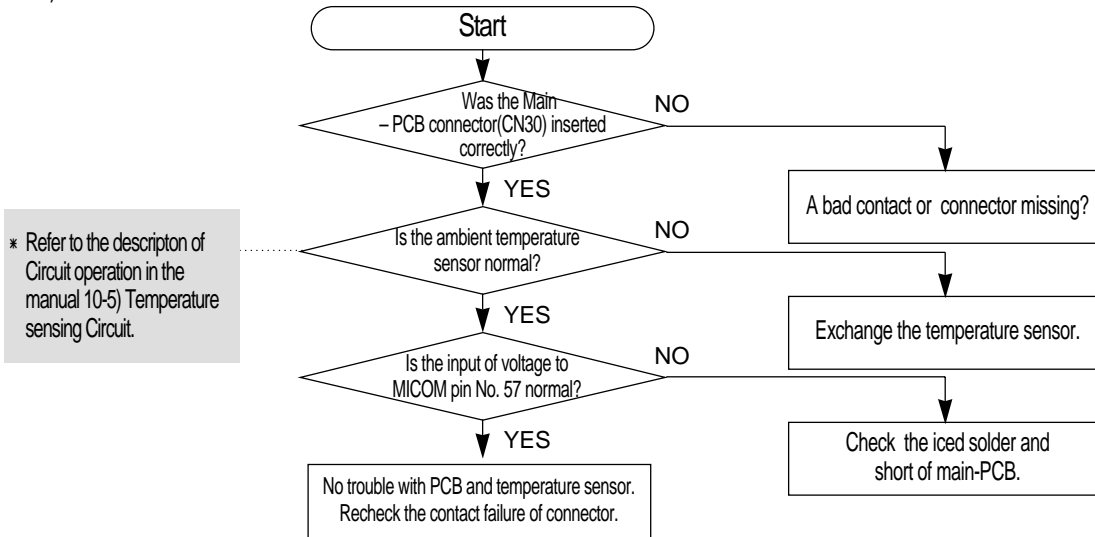 Start
Was the Main
– PCB connector(CN30) inserted
correctly?
NO
YES
A bad contact or connector missing?
* Refer to the descripton of
Circuit operation in the
manual 10-5) Temperature
sensing Circuit.
Is the ambient temperature
sensor normal?
NO
YES
Exchange the temperature sensor.
Is the input of voltage to
MICOM pin No. 57 normal?
NO
YES
Check the iced solder and
short of main-PCB.
No trouble with PCB and temperature sensor.
Recheck the contact failure of connector.